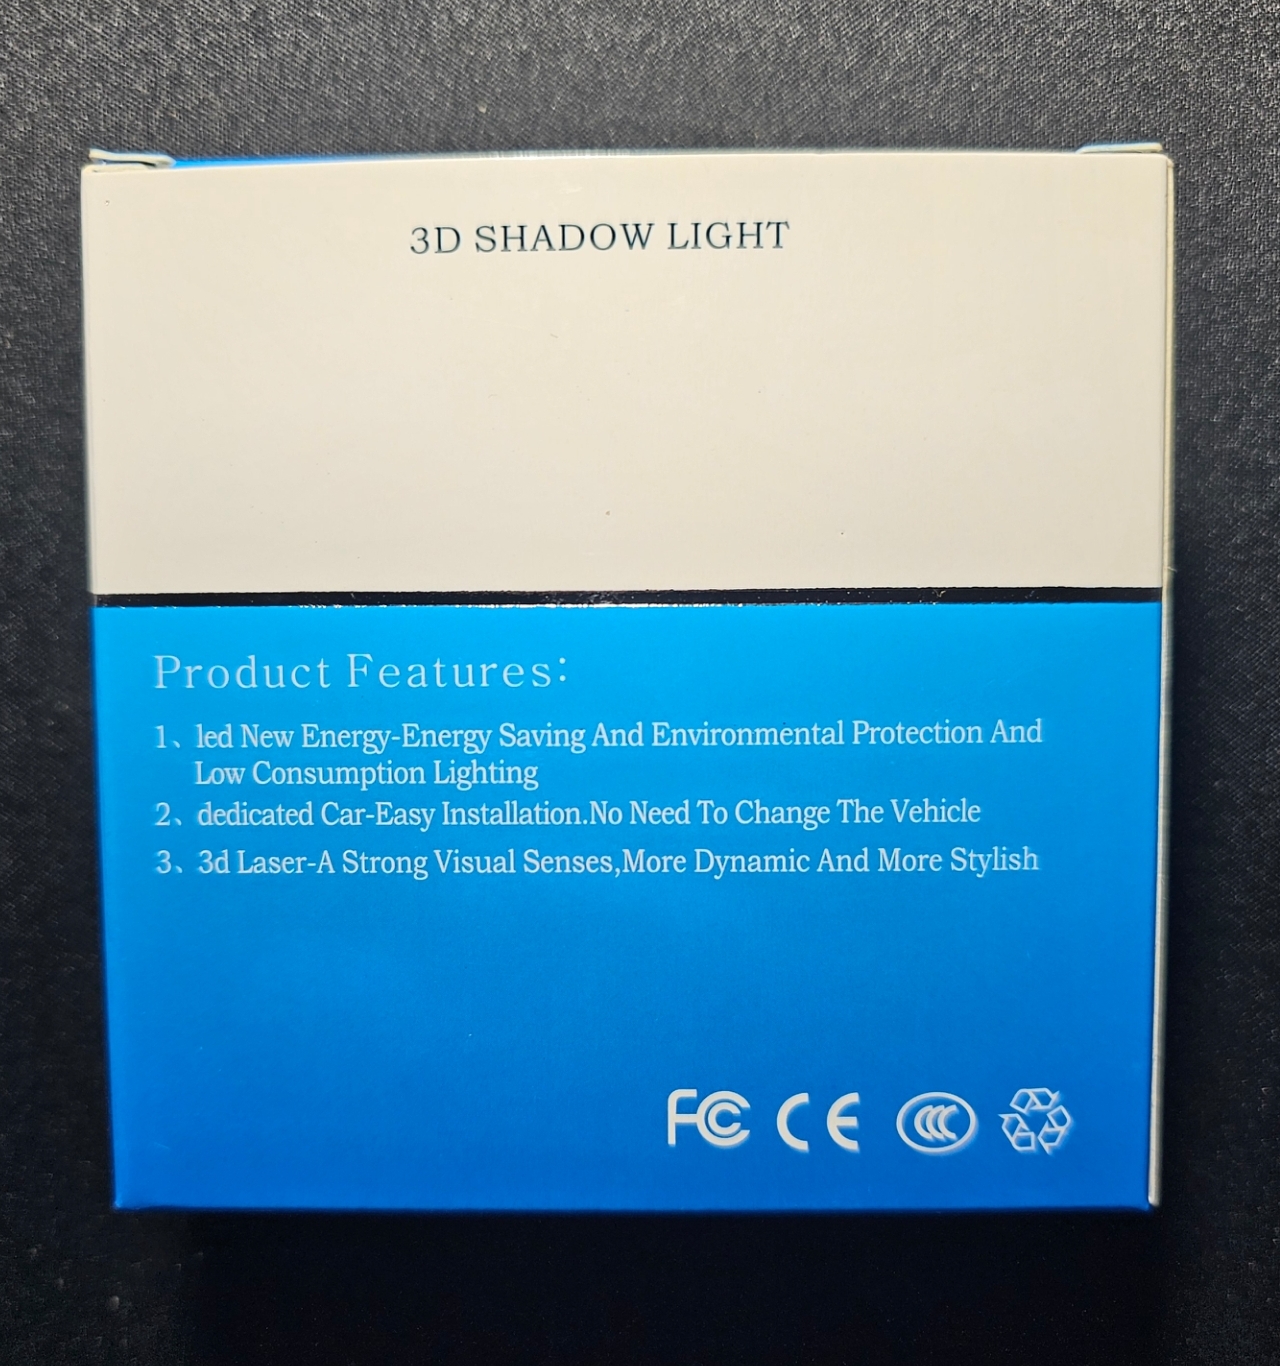 3D SHADOW LIGHT
Product Features:
1、led New Energy-Energy Saving And Environmental Protection And
Low Consumption Lighting
2、dedicated Car-Easy Installation.No Need To Change The Vehicle
3、3d Laser-A Strong Visual Senses,More Dynamic And More Stylish
FC CE CCC